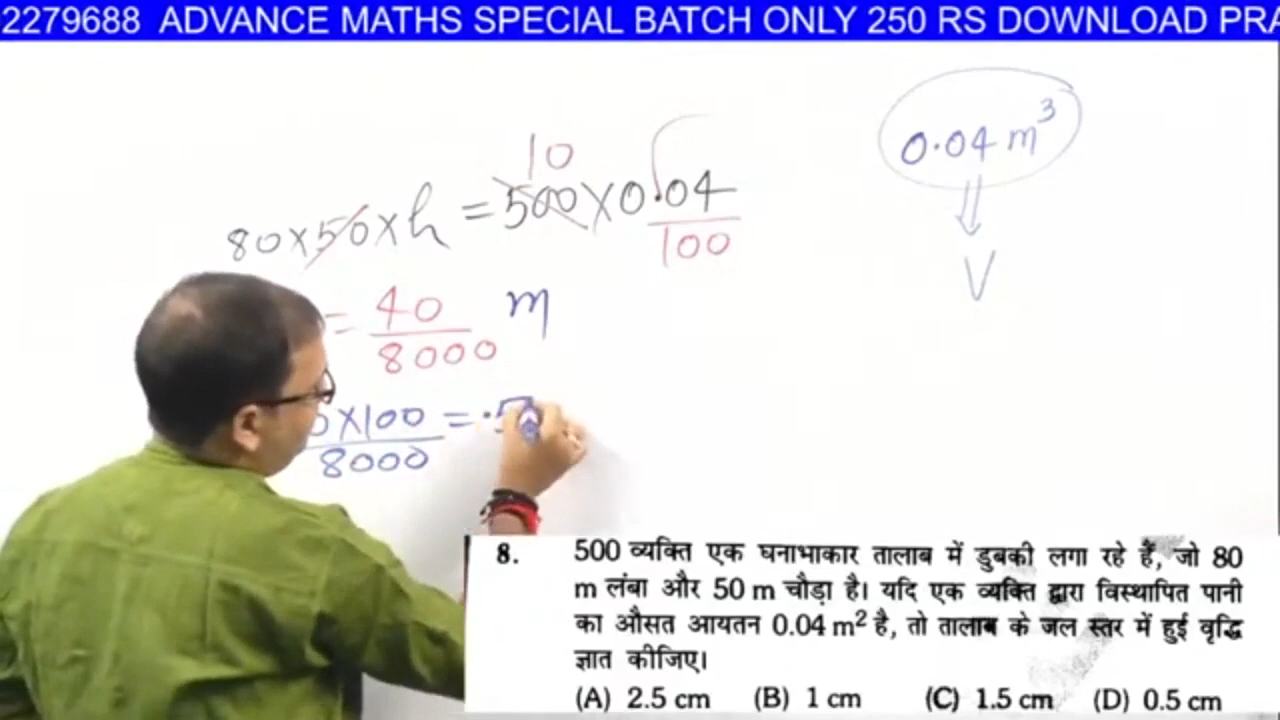 2279688 ADVANCE MATHS SPECIAL BATCH ONLY 250 RS DOWNLOAD PRA
0.04 m³
V
10
80×50×h = 500×0.04
100
= 40 m
8000
0×100 = .5
8000
8. 500 व्यक्ति एक घनाभाकार तालाब में डुबकी लगा रहे हैं, जो 80
m लंबा और 50 m चौड़ा है। यदि एक व्यक्ति द्वारा विस्थापित पानी
का औसत आयतन 0.04 m² है, तो तालाब के जल स्तर में हुई वृद्धि
ज्ञात कीजिए।
(A) 2.5 cm (B) 1 cm (C) 1.5 cm (D) 0.5 cm